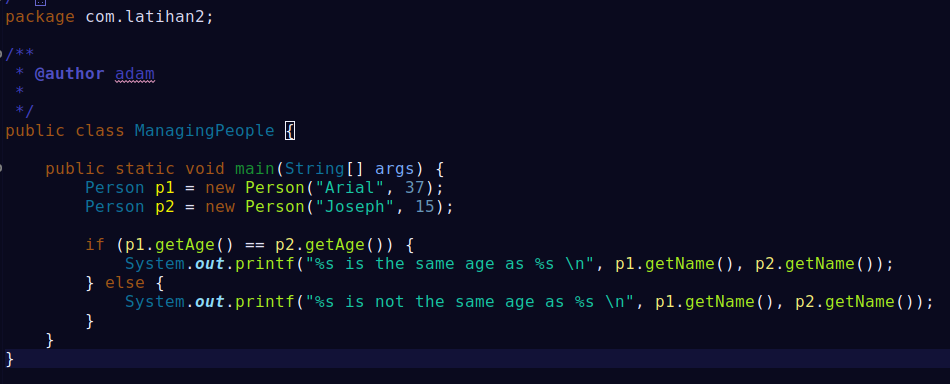 package com.latihan2;
/**
 * @author adam
 *
 */
public class ManagingPeople {
    public static void main(String[] args) {
        Person p1 = new Person("Arial", 37);
        Person p2 = new Person("Joseph", 15);
        if (p1.getAge() == p2.getAge()) {
            System.out.printf("%s is the same age as %s \n", p1.getName(), p2.getName());
        } else {
            System.out.printf("%s is not the same age as %s \n", p1.getName(), p2.getName());
        }
    }
}